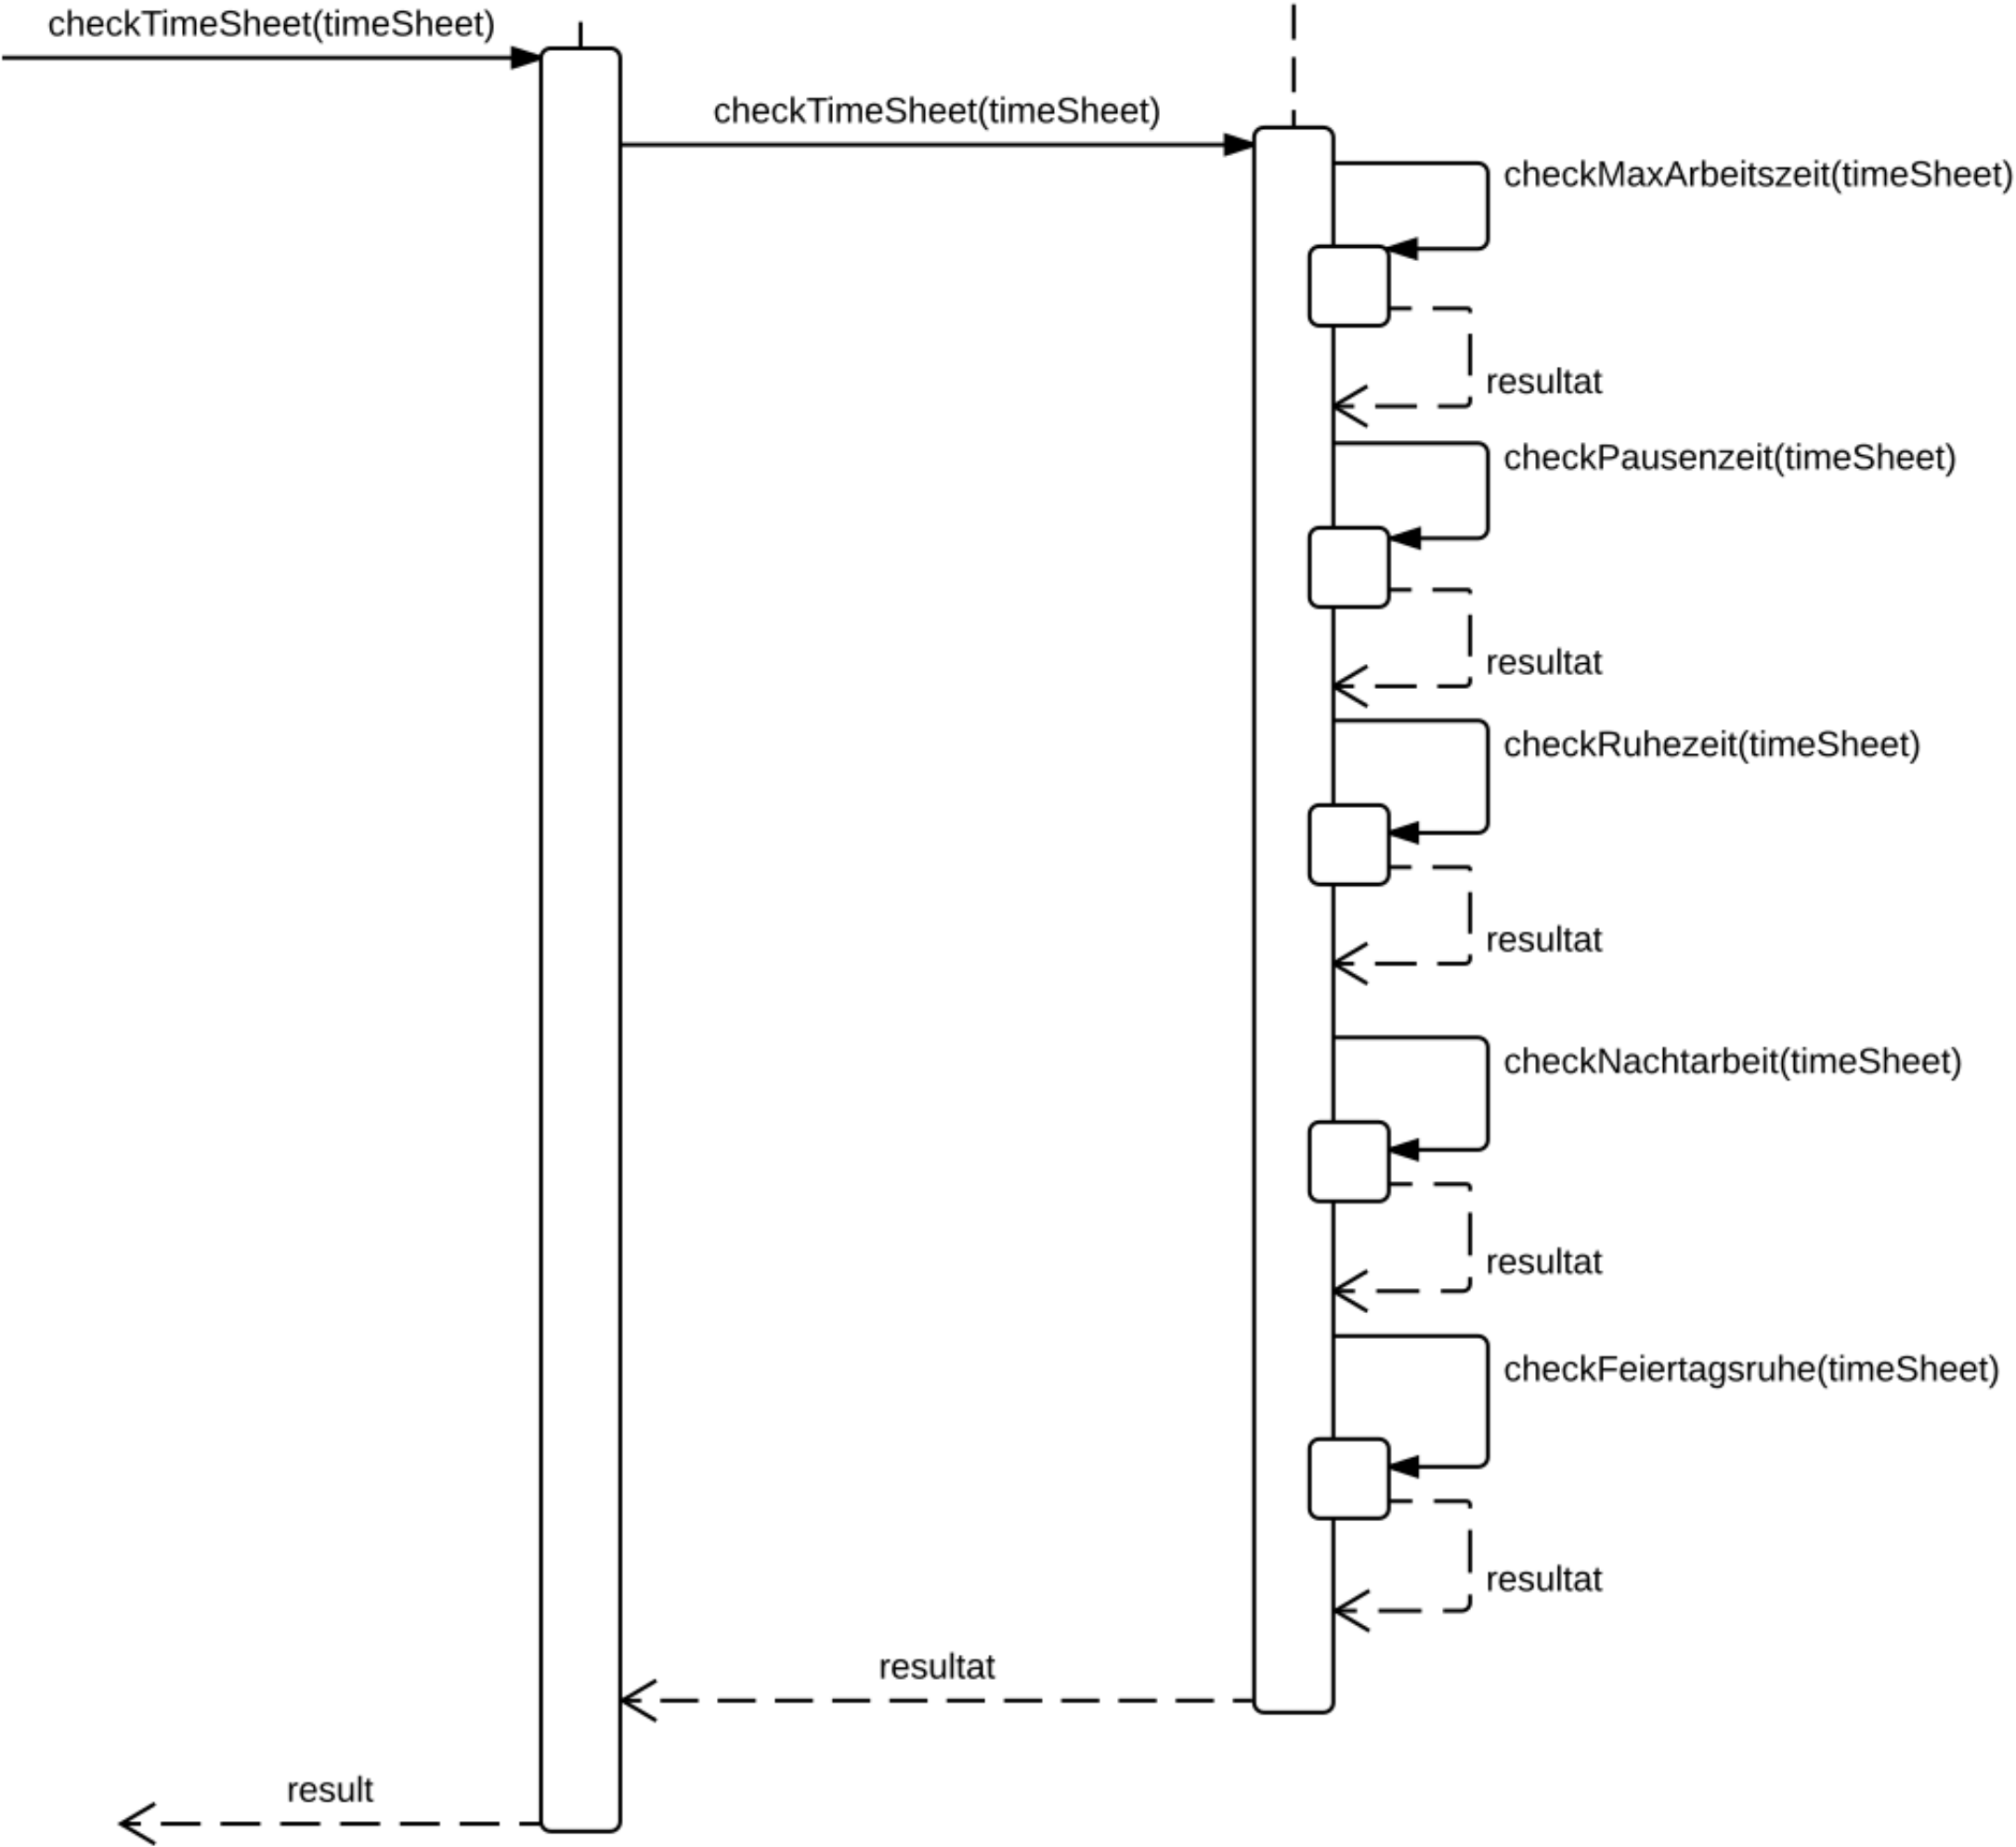 checkTimeSheet(timeSheet)
checkTimeSheet(timeSheet)
checkMaxArbeitszeit(timeSheet)
resultat
checkPausenzeit(timeSheet)
resultat
checkRuhezeit(timeSheet)
resultat
checkNachtarbeit(timeSheet)
resultat
checkFeiertagsruhe(timeSheet)
resultat
resultat
result